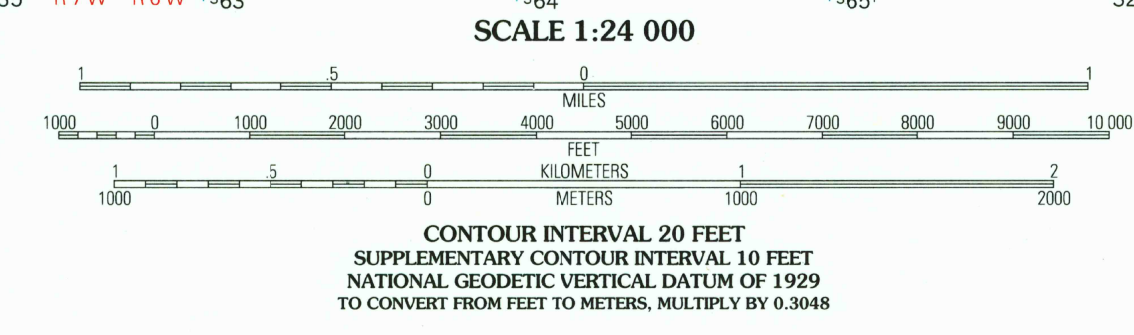 R 7 W R 6 W
SCALE 1:24 000
1 .5 0 1
MILES
1000 0 1000 2000 3000 4000 5000 6000 7000 8000 9000 10 000
FEET
1 .5 0 KILOMETERS 1 2
1000 0 METERS 1000 2000
CONTOUR INTERVAL 20 FEET
SUPPLEMENTARY CONTOUR INTERVAL 10 FEET
NATIONAL GEODETIC VERTICAL DATUM OF 1929
TO CONVERT FROM FEET TO METERS, MULTIPLY BY 0.3048